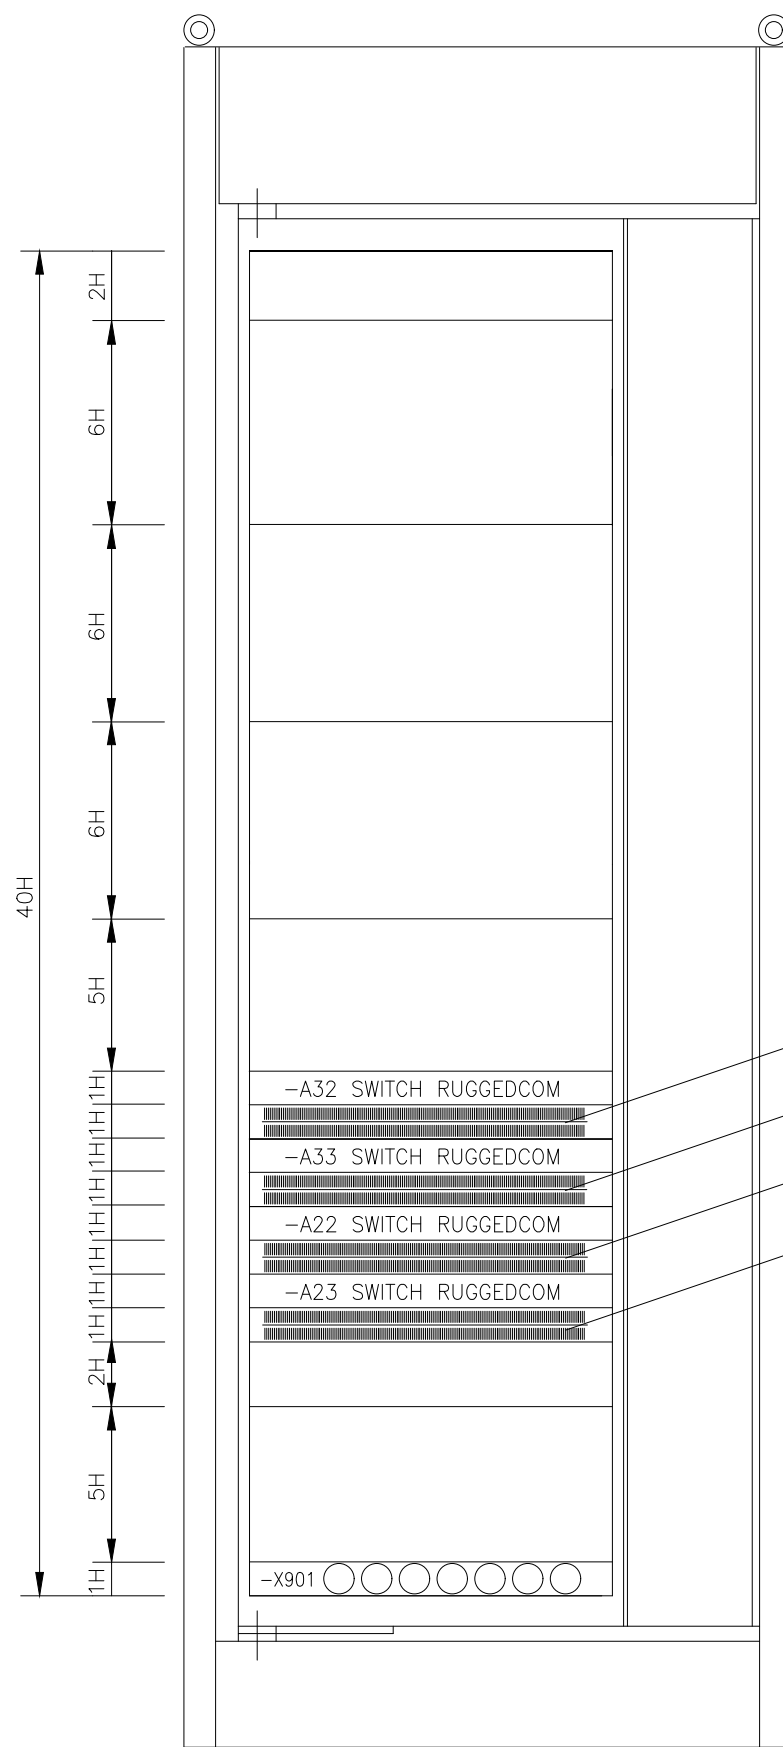 2H
6H
6H
6H
40H
5H
1H
-A32 SWITCH RUGGEDCOM
1H
1H
-A33 SWITCH RUGGEDCOM
1H
1H
-A22 SWITCH RUGGEDCOM
1H
1H
-A23 SWITCH RUGGEDCOM
1H
2H
5H
1H
-X901